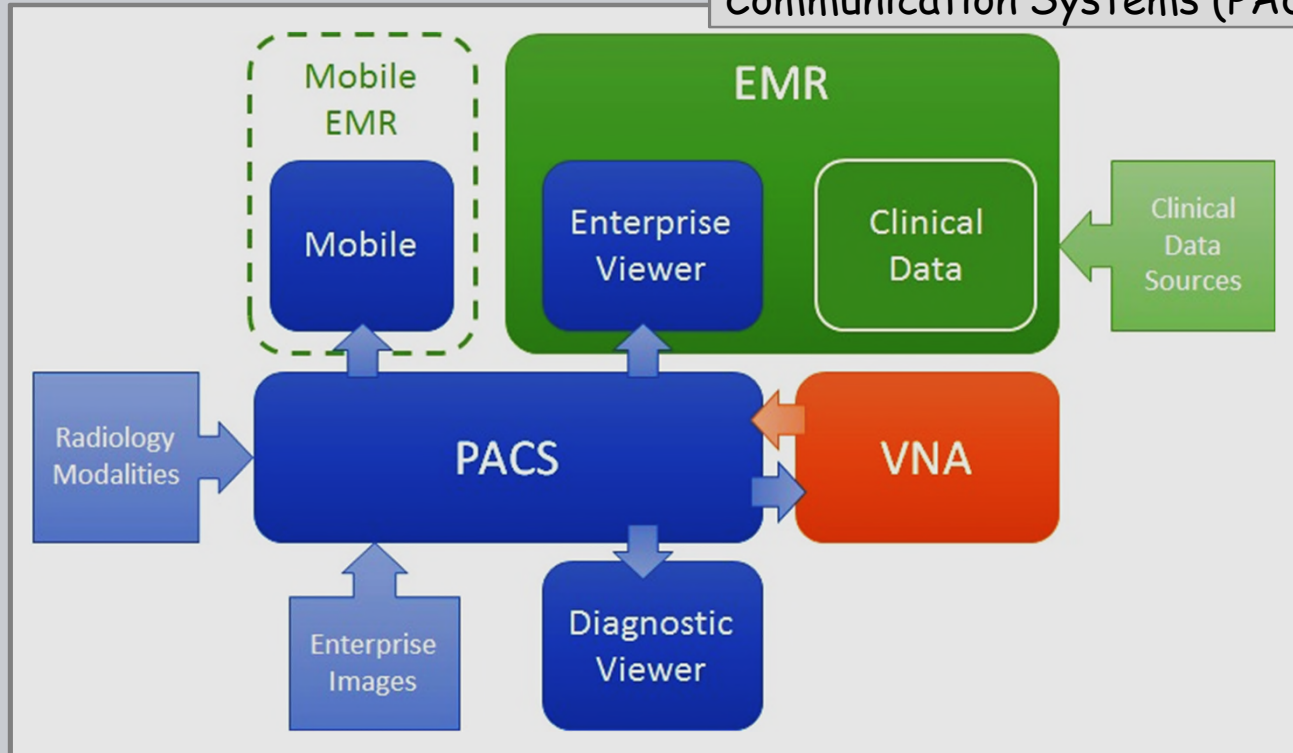 Communication Systems (PAC
Mobile
EMR
Mobile
EMR
Enterprise
Viewer
Clinical
Data
Clinical
Data
Sources
Radiology
Modalities
PACS
VNA
Enterprise
Images
Diagnostic
Viewer